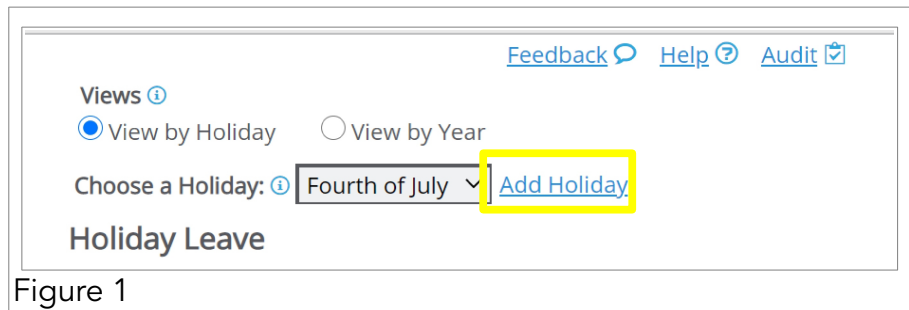 Feedback Help Audit
Views
View by Holiday View by Year
Choose a Holiday: Fourth of July Add Holiday
Holiday Leave
Figure 1